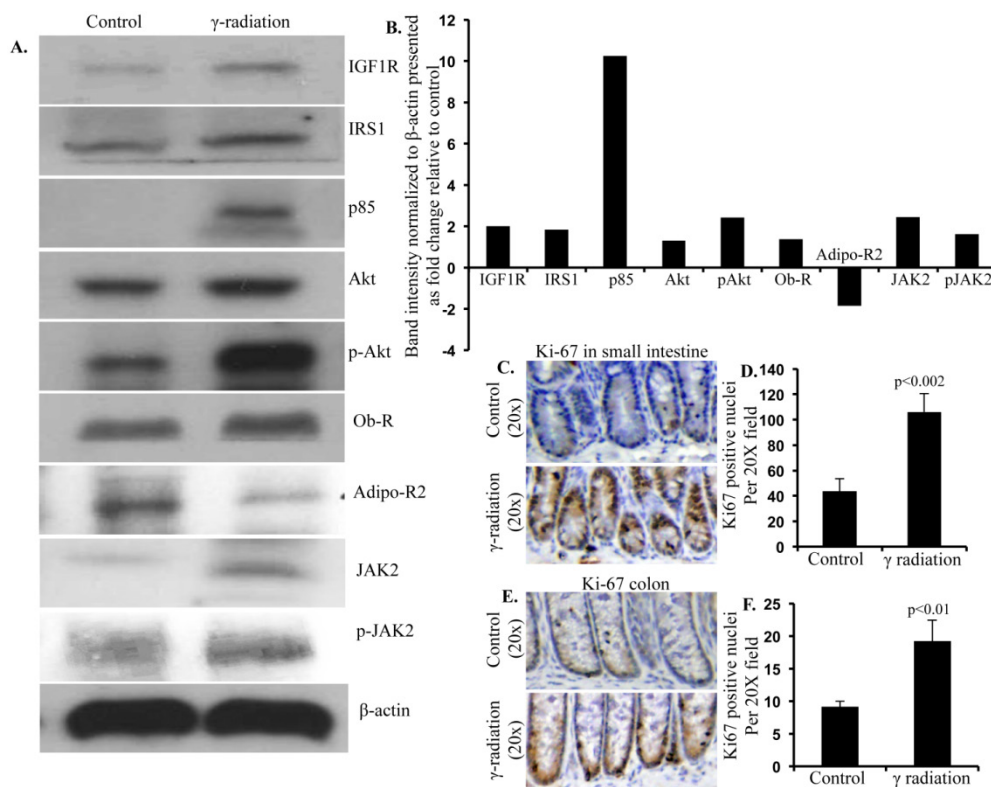 A.
Control
γ-radiation
IGF1R
IRS1
p85
Akt
p-Akt
Ob-R
Adipo-R2
JAK2
p-JAK2
β-actin
B.
Band intensity normalized to β-actin presented
as fold change relative to control
12
10
8
6
4
2
0
-2
-4
IGF1R
IRS1
p85
Akt
pAkt
Ob-R
Adipo-R2
JAK2
pJAK2
C.
Ki-67 in small intestine
Control
(20x)
γ-radiation
(20x)
D.
Ki67 positive nuclei
Per 20X field
140
120
100
80
60
40
20
0
p<0.002
Control
γ radiation
E.
Ki-67 colon
Control
(20x)
γ-radiation
(20x)
F.
Ki67 positive nuclei
Per 20X field
25
20
15
10
5
0
p<0.01
Control
γ radiation